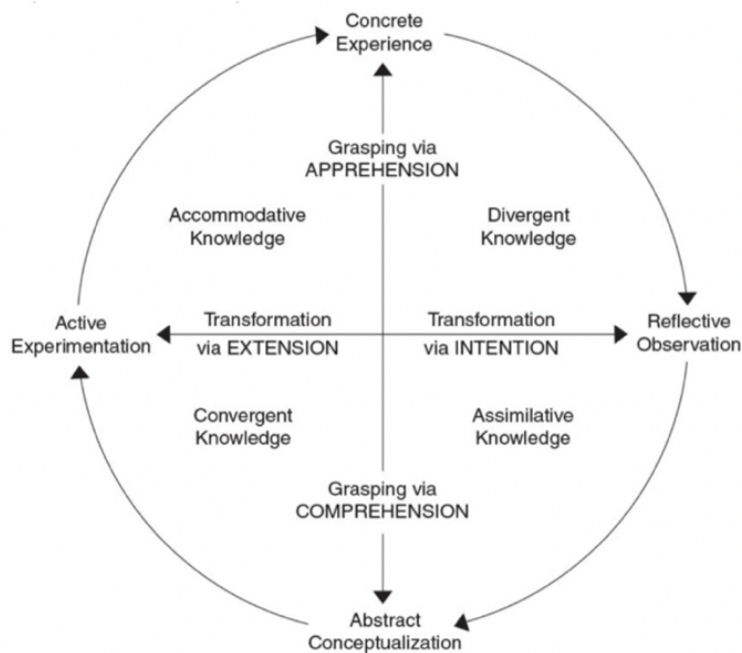 Concrete
Experience
Grasping via
APPREHENSION
Accommodative
Knowledge
Divergent
Knowledge
Active
Experimentation
Transformation
via EXTENSION
Transformation
via INTENTION
Reflective
Observation
Convergent
Knowledge
Assimilative
Knowledge
Grasping via
COMPREHENSION
Abstract
Conceptualization